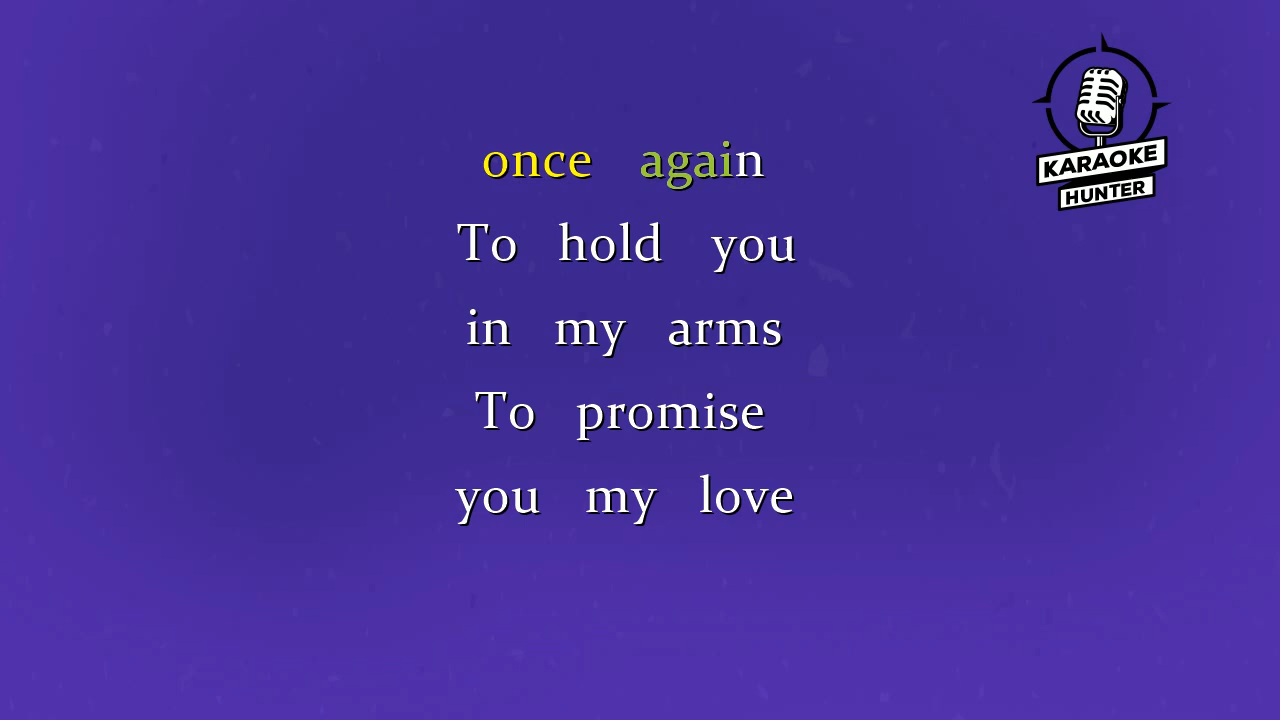 once again
To hold you
in my arms
To promise
you my love
KARAOKE
HUNTER